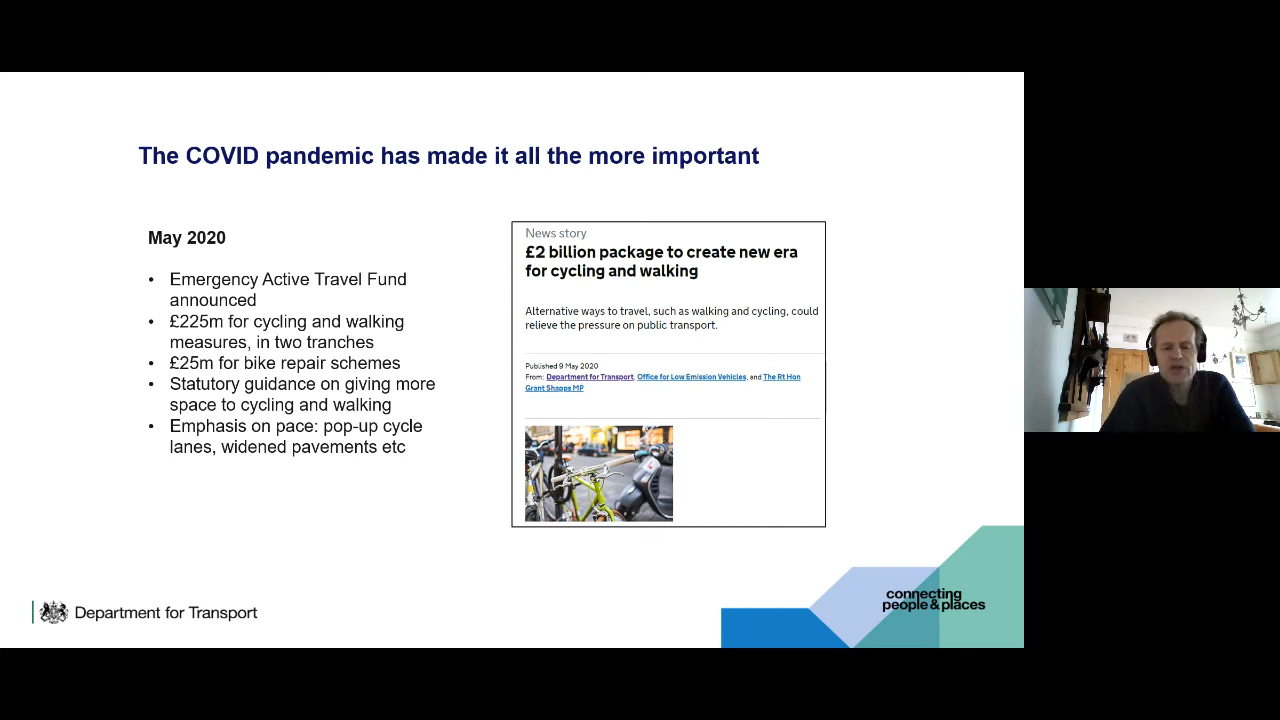 The COVID pandemic has made it all the more important
May 2020
• Emergency Active Travel Fund
announced
• £225m for cycling and walking
measures, in two tranches
• £25m for bike repair schemes
• Statutory guidance on giving more
space to cycling and walking
• Emphasis on pace: pop-up cycle
lanes, widened pavements etc
News story
£2 billion package to create new era
for cycling and walking
Alternative ways to travel, such as walking and cycling, could
relieve the pressure on public transport.
Published 9 May 2020
From: Department for Transport, Office for Low Emission Vehicles, and The Rt Hon
Grant Shapps MP
Department for Transport
connecting
people & places